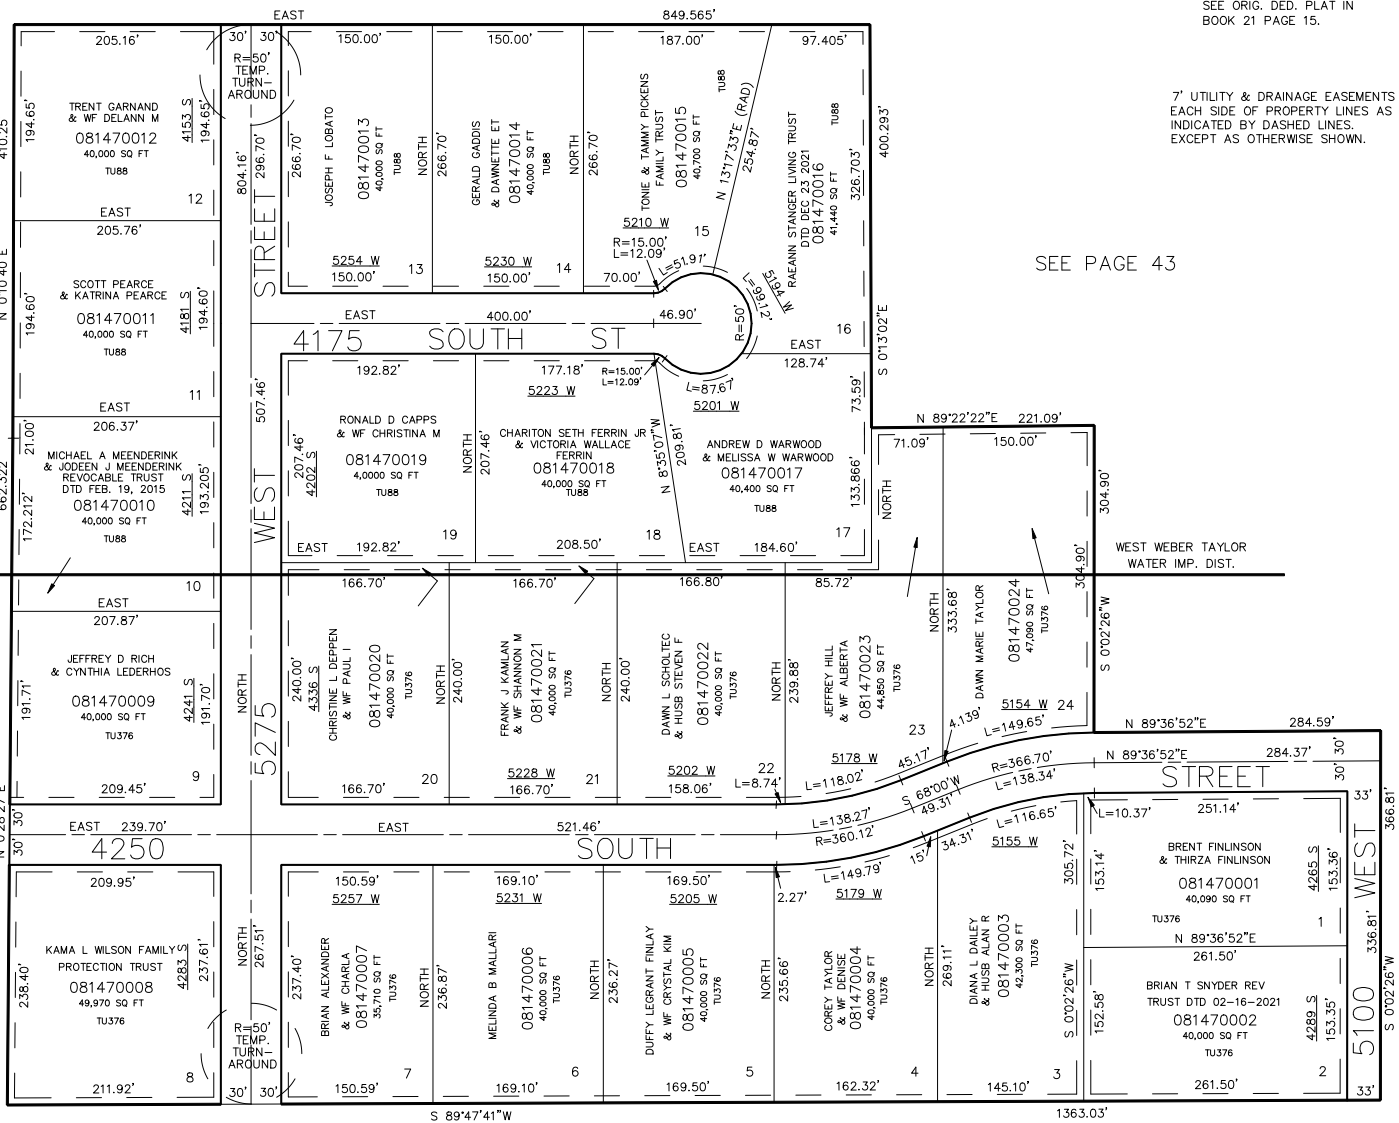 SEE ORIG. DED. PLAT IN
BOOK 21 PAGE 15.
7' UTILITY & DRAINAGE EASEMENTS
EACH SIDE OF PROPERTY LINES AS
INDICATED BY DASHED LINES.
EXCEPT AS OTHERWISE SHOWN.
SEE PAGE 43
WEST WEBER TAYLOR
WATER IMP. DIST.
EAST
849.565'
205.16'
30'
30'
150.00'
150.00'
187.00'
97.405'
R=50'
TEMP.
TURN-
AROUND
410.25
194.65'
TRENT GARNAND
& WF DELANN M
081470012
40,000 SQ FT
TU88
4153 S
194.65'
12
EAST
804.16'
296.70'
266.70'
JOSEPH F LOBATO
081470013
40,000 SQ FT
TU88
NORTH
266.70'
5254 W
150.00'
13
GERALD GADDIS
& DAWNETTE ET
081470014
40,000 SQ FT
TU88
NORTH
266.70'
5230 W
150.00'
14
TONIE & TAMMY PICKENS
FAMILY TRUST
081470015
40,700 SQ FT
TU88
5210 W
15
R=15.00'
L=12.09'
70.00'
L=51.91'
N 13°17'33"E (RAD)
254.87'
RAEANN STANGER LIVING TRUST
DTD DEC 23 2021
081470016
41,440 SQ FT
TU88
326.703'
400.293'
5194 W
L=99.12'
R=50'
16
EAST
128.74'
S 0°13'02"E
N 0°10'40"E
205.76'
SCOTT PEARCE
& KATRINA PEARCE
081470011
40,000 SQ FT
TU88
194.60'
4181 S
194.60'
11
EAST
STREET
EAST
400.00'
46.90'
4175 SOUTH ST
507.46'
192.82'
RONALD D CAPPS
& WF CHRISTINA M
081470019
4,0000 SQ FT
TU88
207.46'
4202 S
NORTH
207.46'
19
EAST
192.82'
177.18'
5223 W
R=15.00'
L=12.09'
CHARITON SETH FERRIN JR
& VICTORIA WALLACE
FERRIN
081470018
40,000 SQ FT
TU88
18
208.50'
N 8°35'07"W
209.81'
L=87.67'
5201 W
ANDREW D WARWOOD
& MELISSA W WARWOOD
081470017
40,400 SQ FT
TU88
73.59'
133.866'
17
EAST
184.60'
N 89°22'22"E
221.09'
71.09'
150.00'
NORTH
304.90'
304.90'
S 0°02'26"W
206.37'
21.00'
MICHAEL A MEENDERINK
& JODEEN J MEENDERINK
REVOCABLE TRUST
DTD FEB. 19, 2015
081470010
40,000 SQ FT
TU88
662.322
172.212'
4211 S
193.205'
10
WEST
EAST
207.87'
JEFFREY D RICH
& CYNTHIA LEDERHOS
081470009
40,000 SQ FT
TU376
191.71'
4241 S
191.70'
9
209.45'
NORTH
5275
166.70'
CHRISTINE L DEPPEN
& WF PAUL I
081470020
40,000 SQ FT
TU376
240.00'
4336 S
NORTH
240.00'
20
166.70'
166.70'
FRANK J KAMLAN
& WF SHANNON M
081470021
40,000 SQ FT
TU376
NORTH
240.00'
5228 W
166.70'
21
166.80'
DAWN L SCHOLTEC
& HUSB STEVEN F
081470022
40,000 SQ FT
TU376
NORTH
239.88'
5202 W
158.06'
22
L=8.74'
85.72'
JEFFREY HILL
& WF ALBERTA
081470023
44,850 SQ FT
TU376
NORTH
333.68'
5178 W
23
L=118.02'
45.17'
4.139'
DAWN MARIE TAYLOR
081470024
47,090 SQ FT
TU376
5154 W
24
L=149.65'
N 89°36'52"E
284.59'
N 89°36'52"E
284.37'
30'
30'
STREET
R=366.70'
L=138.34'
S 68°00'W
49.31'
L=138.27'
R=360.12'
N 0°28'27"E
30'
30'
EAST
239.70'
EAST
521.46'
4250 SOUTH
L=149.79'
15'
34.31'
L=116.65'
L=10.37'
2.27'
209.95'
KAMA L WILSON FAMILY
PROTECTION TRUST
081470008
49,970 SQ FT
TU376
238.40'
4283 S
237.61'
8
211.92'
NORTH
267.51'
R=50'
TEMP.
TURN-
AROUND
30'
30'
150.59'
5257 W
BRIAN ALEXANDER
& WF CHARLA
081470007
35,710 SQ FT
TU376
237.40'
NORTH
236.87'
7
150.59'
169.10'
5231 W
MELINDA B MALLARI
081470006
40,000 SQ FT
TU376
NORTH
236.27'
6
169.10'
169.50'
5205 W
DUFFY LEGRANT FINLAY
& WF CRYSTAL KIM
081470005
40,000 SQ FT
TU376
NORTH
235.66'
5
169.50'
5179 W
COREY TAYLOR
& WF DENISE
081470004
40,000 SQ FT
TU376
NORTH
269.11'
4
162.32'
5155 W
DIANA L DAILEY
& HUSB ALAN R
081470003
42,300 SQ FT
TU376
305.72'
S 0°02'26"W
3
145.10'
251.14'
33'
BRENT FINLINSON
& THIRZA FINLINSON
081470001
40,090 SQ FT
TU376
153.14'
4265 S
153.36'
1
N 89°36'52"E
261.50'
BRIAN T SNYDER REV
TRUST DTD 02-16-2021
081470002
40,000 SQ FT
TU376
152.58'
4289 S
153.35'
2
261.50'
33'
5100 WEST
336.81'
366.81'
S 0°02'26"W
S 89°47'41"W
1363.03'